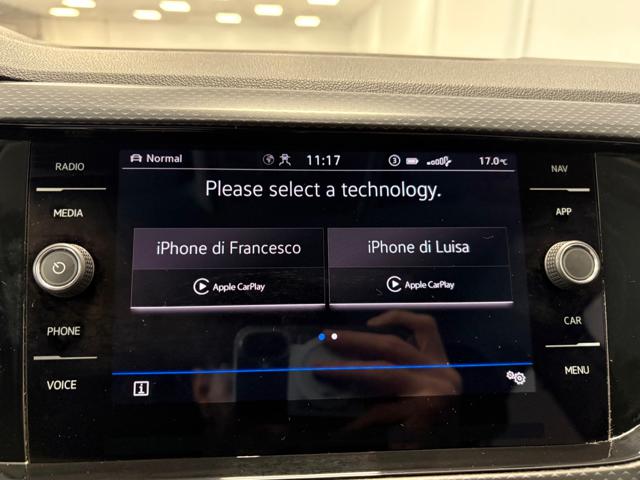 RADIO
MEDIA
PHONE
VOICE
Normal
11:17
3
17.0°C
Please select a technology.
iPhone di Francesco
Apple CarPlay
iPhone di Luisa
Apple CarPlay
i
NAV
APP
CAR
MENU